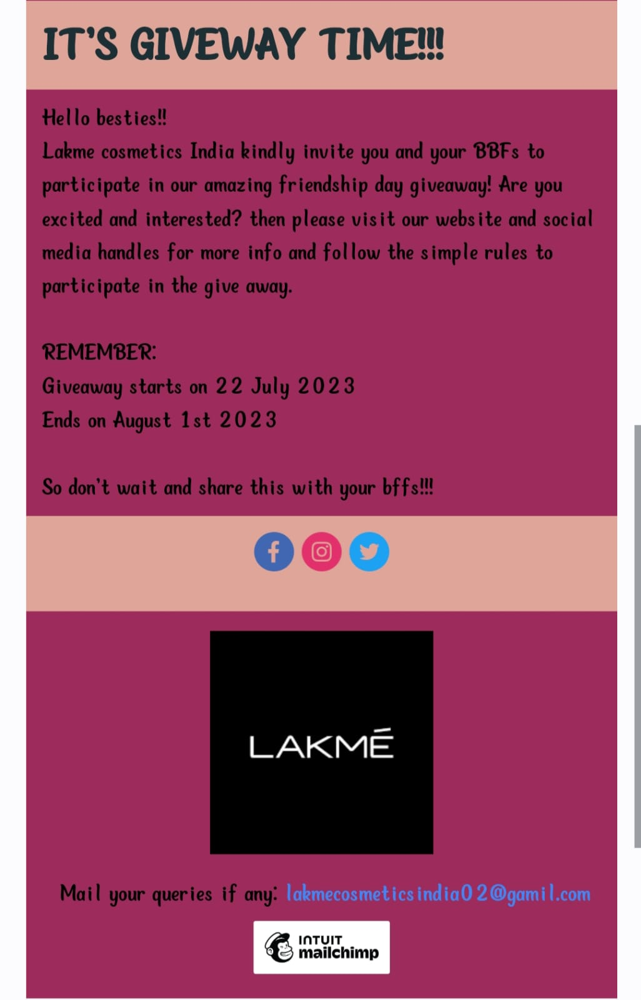 IT'S GIVEWAY TIME!!!
Hello besties!!
Lakme cosmetics India kindly invite you and your BBFs to
participate in our amazing friendship day giveaway! Are you
excited and interested? then please visit our website and social
media handles for more info and follow the simple rules to
participate in the give away.
REMEMBER:
Giveaway starts on 22 July 2023
Ends on August 1st 2023
So don't wait and share this with your bffs!!!
LAKMÉ
Mail your queries if any: lakmecosmeticsindia02@gamil.com
INTUIT
mailchimp